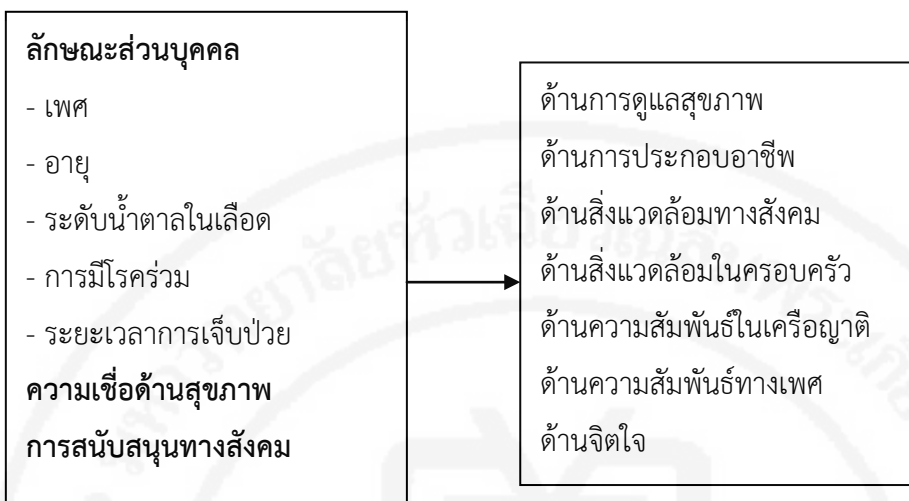 ลักษณะส่วนบุคคล
- เพศ
- อายุ
- ระดับน้ำตาลในเลือด
- การมีโรคร่วม
- ระยะเวลาการเจ็บป่วย
ความเชื่อด้านสุขภาพ
การสนับสนุนทางสังคม
ด้านการดูแลสุขภาพ
ด้านการประกอบอาชีพ
ด้านสิ่งแวดล้อมทางสังคม
ด้านสิ่งแวดล้อมในครอบครัว
ด้านความสัมพันธ์ในเครือญาติ
ด้านความสัมพันธ์ทางเพศ
ด้านจิตใจ